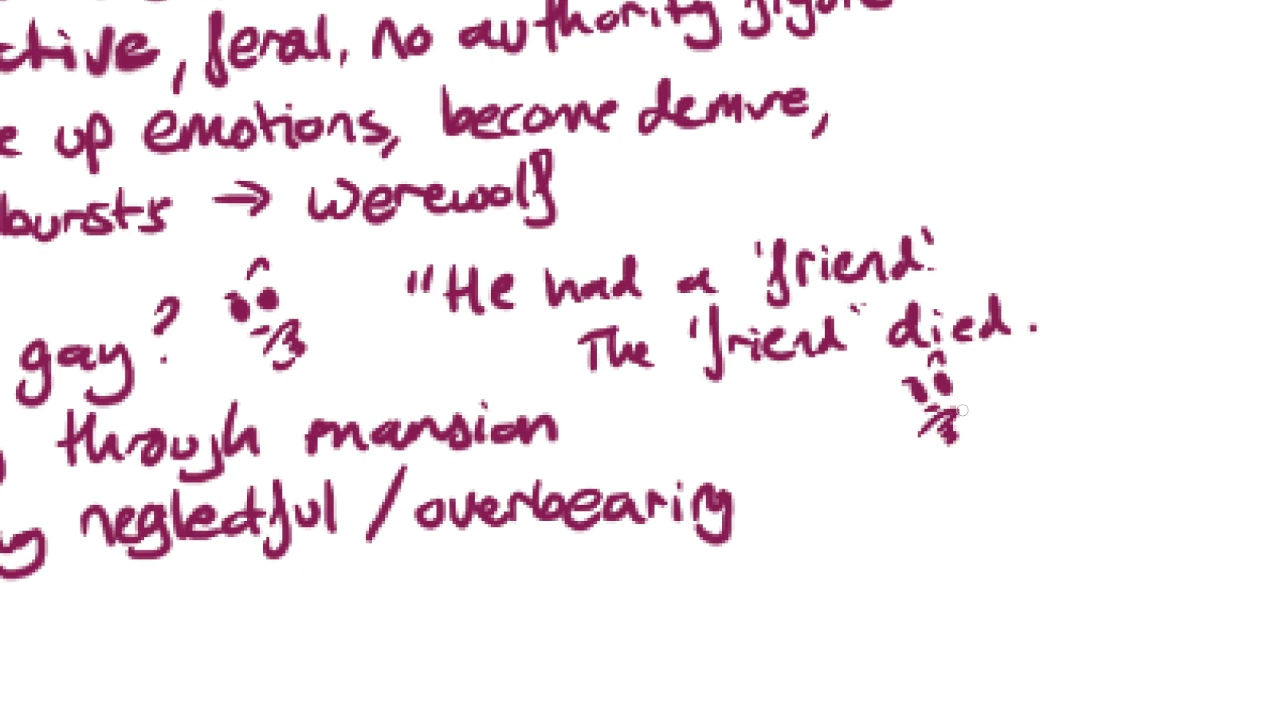 ctive, feral, no authority figure
e up emotions, become demure,
bursts → werewolf
gay? "He had a 'friend'.
The 'friend' died.
through mansion
neglectful / overbearing